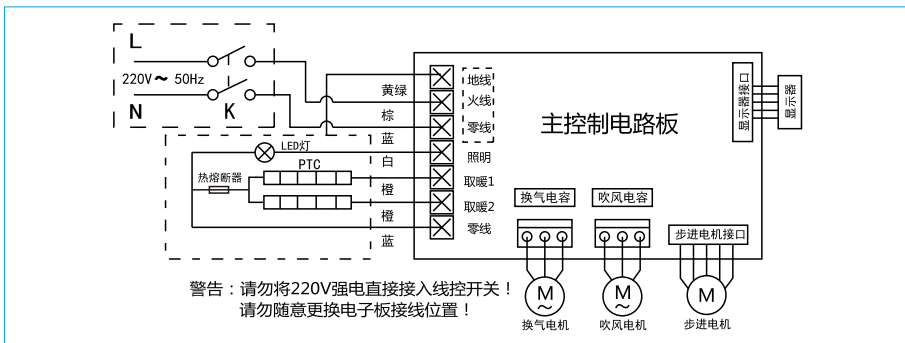 L
220V～ 50Hz
N
K
黄绿
棕
蓝
白
橙
橙
蓝
地线
火线
零线
照明
取暖1
取暖2
零线
LED灯
PTC
热熔断器
主控制电路板
显示器接口
显示器
换气电容
吹风电容
步进电机接口
M
～
M
～
M
换气电机
吹风电机
步进电机
警告：请勿将220V强电直接接入线控开关！
请勿随意更换电子板接线位置！